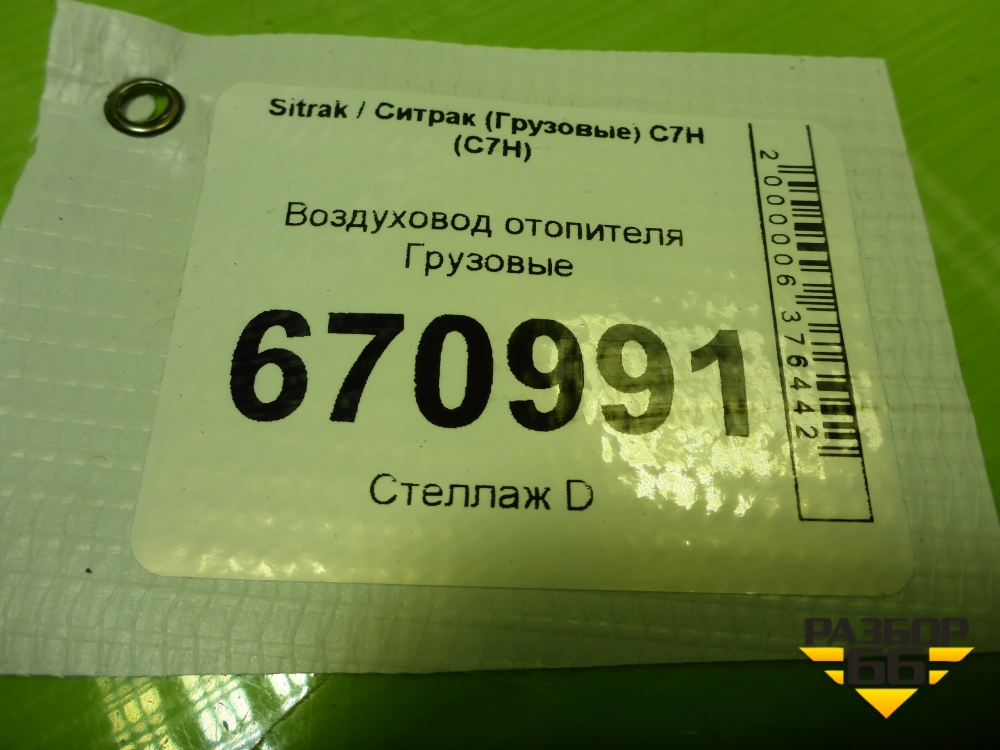 Sitrak / Ситрак (Грузовые) C7H
(C7H)
Воздуховод отопителя
Грузовые
670991
Стеллаж D
2000006376442
РАЗБОР
66